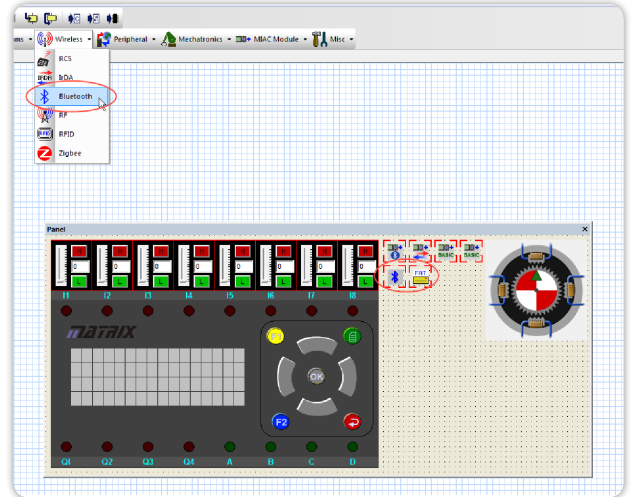 ms Wireless Peripheral Mechatronics MIAC Module Misc
RC5
IrDA
Bluetooth
RF
RFID
Zigbee
Panel
R R R R R R R R
0 0 0 0 0 0 0 0
L L L L L L L L
BASIC BASIC
FMT
I1 I2 I3 I4 I5 I6 I7 I8
MATRIX
OK
F2
Q1 Q2 Q3 Q4 A B C D